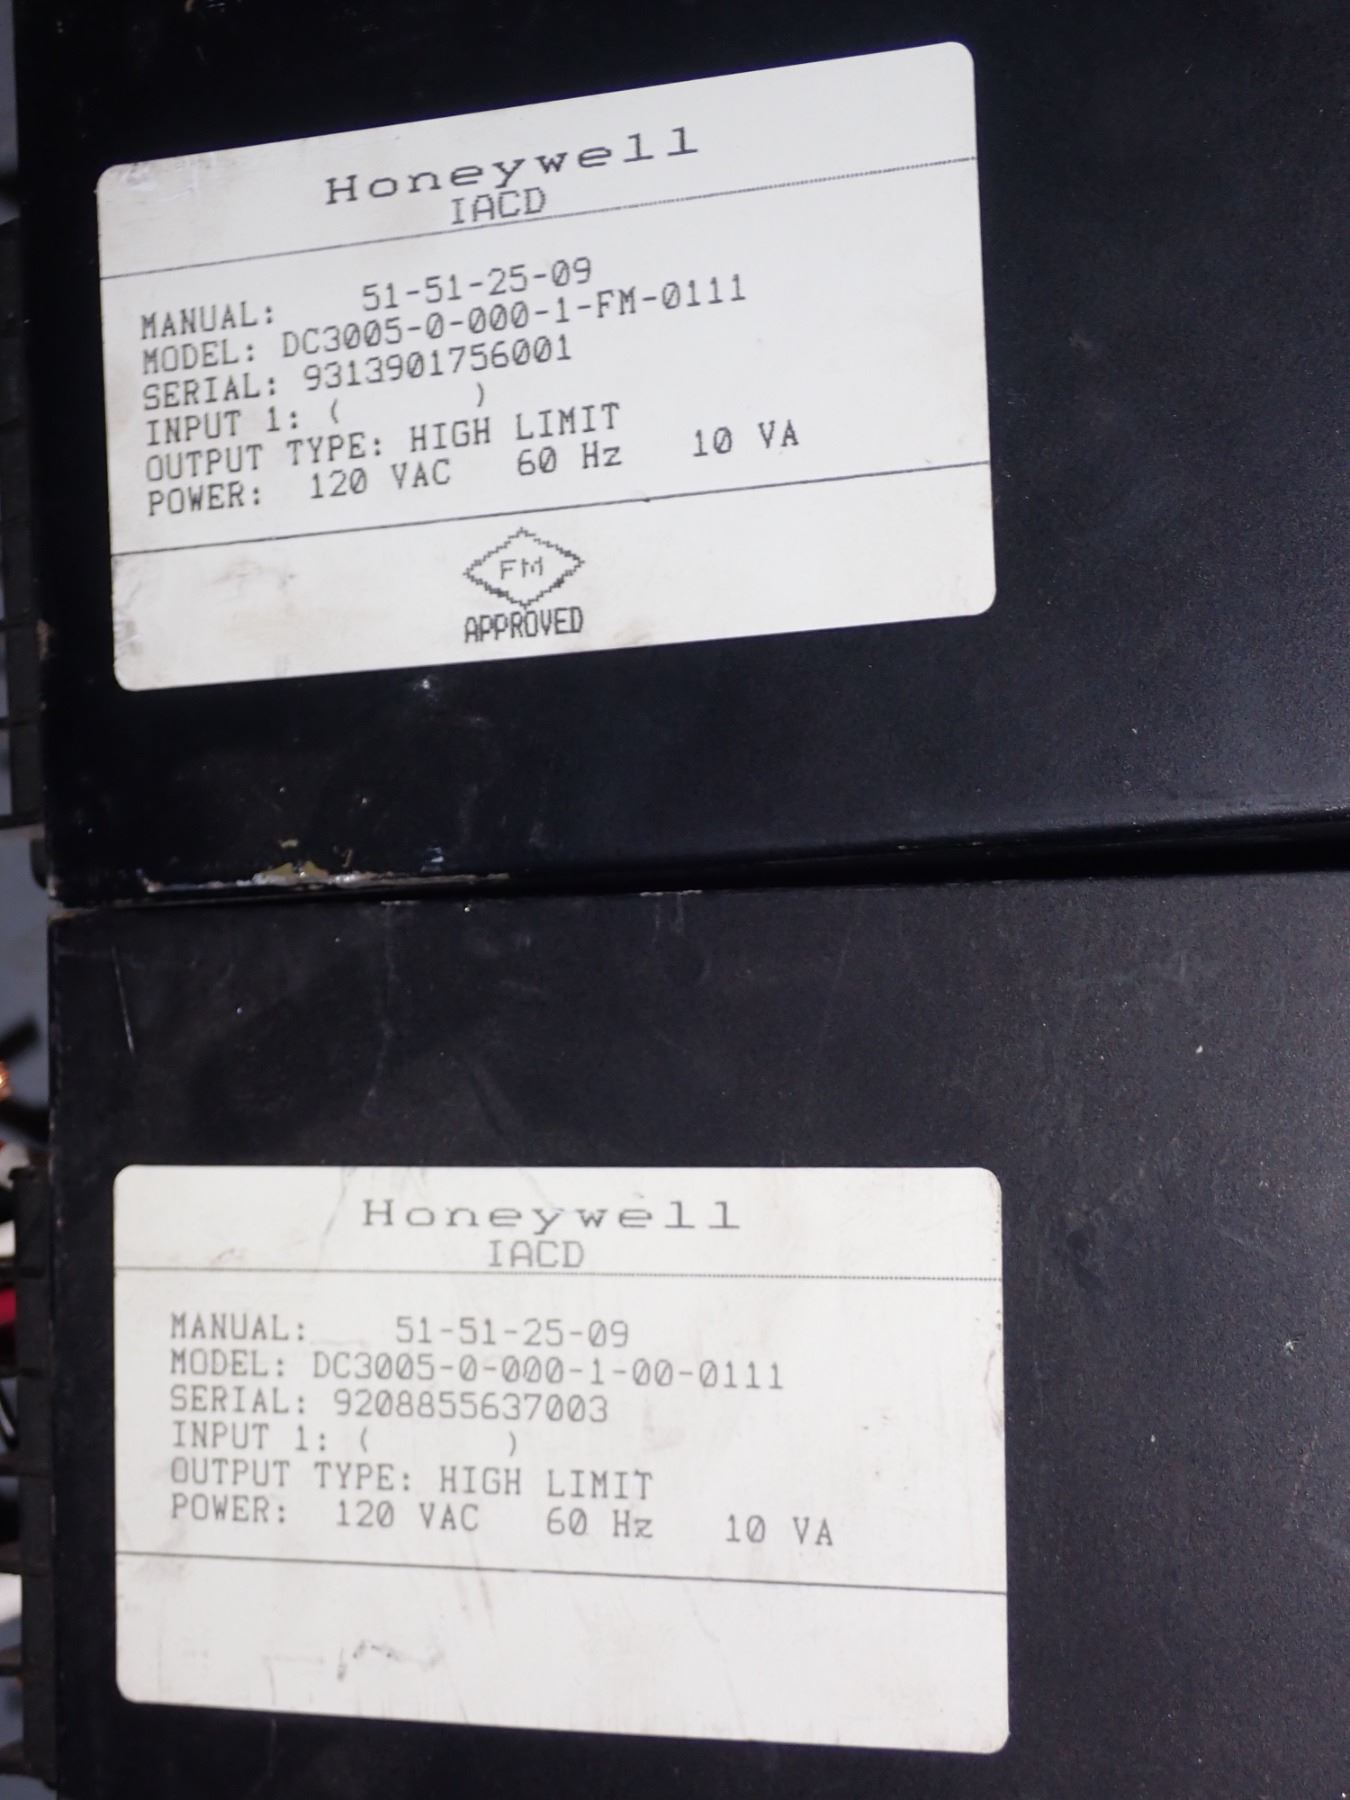 Honeywell
IACD
MANUAL: 51-51-25-09
MODEL: DC3005-0-000-1-FM-0111
SERIAL: 9313901756001
INPUT 1: ( )
OUTPUT TYPE: HIGH LIMIT
POWER: 120 VAC 60 Hz 10 VA
FM
APPROVED
Honeywell
IACD
MANUAL: 51-51-25-09
MODEL: DC3005-0-000-1-00-0111
SERIAL: 9208855637003
INPUT 1: ( )
OUTPUT TYPE: HIGH LIMIT
POWER: 120 VAC 60 Hz 10 VA